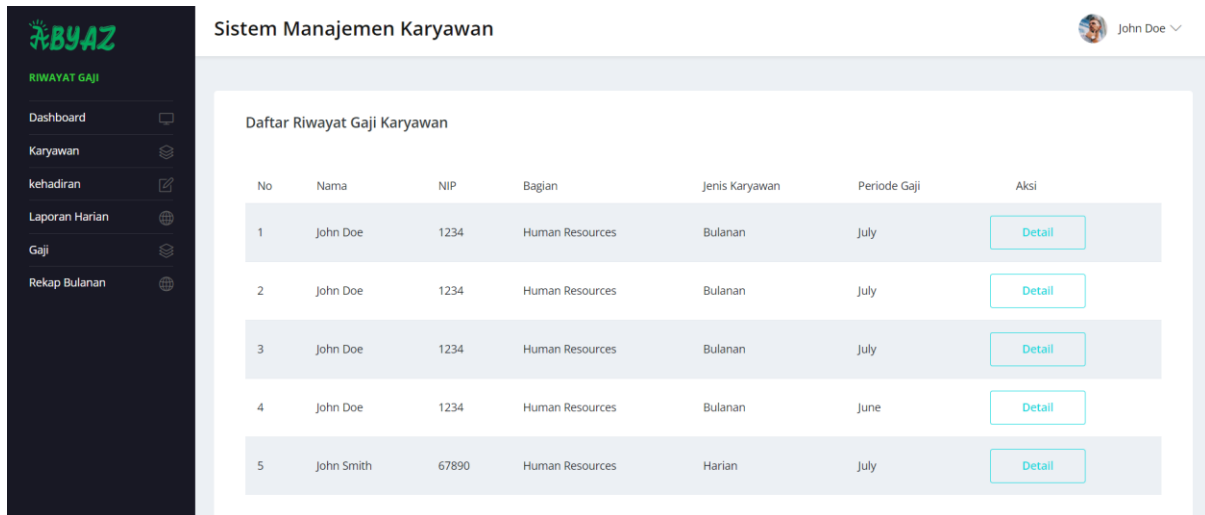 ABYAZ
Sistem Manajemen Karyawan
John Doe
RIWAYAT GAJI
Dashboard
Karyawan
kehadiran
Laporan Harian
Gaji
Rekap Bulanan
Daftar Riwayat Gaji Karyawan
No Nama NIP Bagian Jenis Karyawan Periode Gaji Aksi
1 John Doe 1234 Human Resources Bulanan July Detail
2 John Doe 1234 Human Resources Bulanan July Detail
3 John Doe 1234 Human Resources Bulanan July Detail
4 John Doe 1234 Human Resources Bulanan June Detail
5 John Smith 67890 Human Resources Harian July Detail